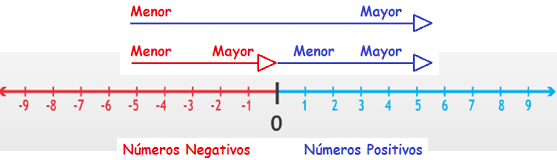 Menor Mayor
Menor Mayor Menor Mayor
-9 -8 -7 -6 -5 -4 -3 -2 -1 0 1 2 3 4 5 6 7 8 9
Números Negativos Números Positivos